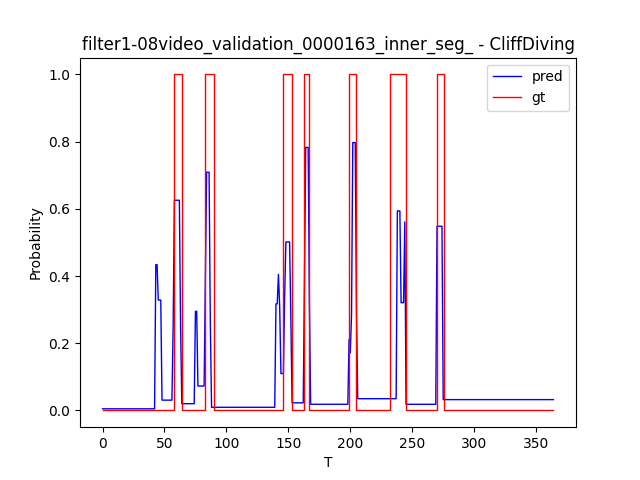 filter1-08video_validation_0000163_inner_seg_ - CliffDiving
pred
gt
Probability
1.0
0.8
0.6
0.4
0.2
0.0
0 50 100 150 200 250 300 350
T